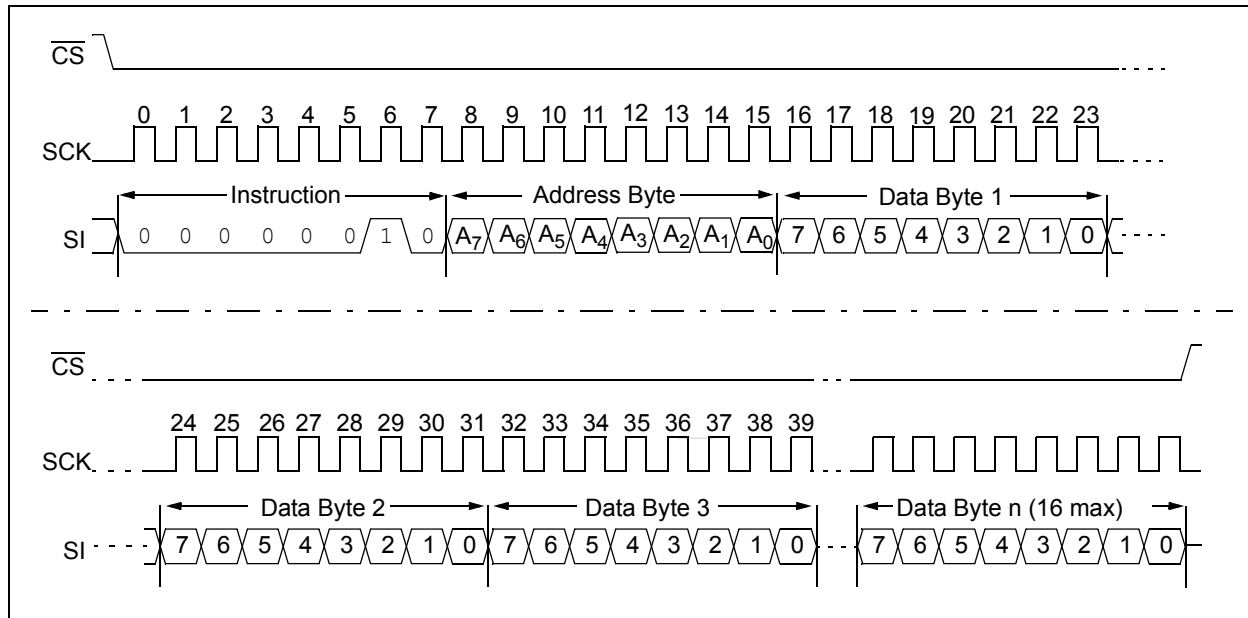 CS
0 1 2 3 4 5 6 7 8 9 10 11 12 13 14 15 16 17 18 19 20 21 22 23
SCK
Instruction Address Byte Data Byte 1
SI 0 0 0 0 0 0 1 0 A7 A6 A5 A4 A3 A2 A1 A0 7 6 5 4 3 2 1 0
CS
24 25 26 27 28 29 30 31 32 33 34 35 36 37 38 39
SCK
Data Byte 2 Data Byte 3 Data Byte n (16 max)
SI 7 6 5 4 3 2 1 0 7 6 5 4 3 2 1 0 7 6 5 4 3 2 1 0